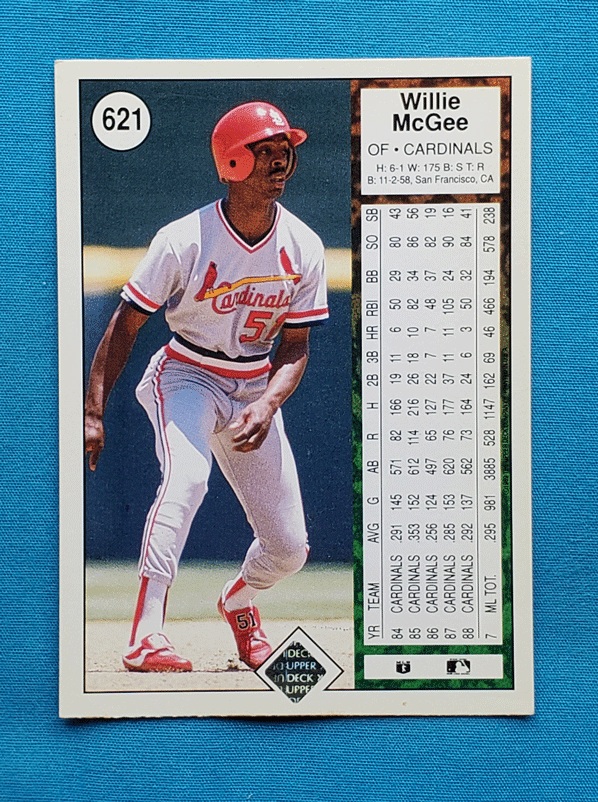 621
Willie
McGee
OF • CARDINALS
H: 6-1 W: 175 B: S T: R
B: 11-2-58, San Francisco, CA
YR TEAM AVG G AB R H 2B 3B HR RBI BB SO SB
84 CARDINALS .291 145 571 82 166 19 11 6 50 29 80 43
85 CARDINALS .353 152 612 114 216 26 18 10 82 34 86 56
86 CARDINALS .256 124 497 65 127 22 7 7 48 37 82 19
87 CARDINALS .285 153 620 76 177 37 11 11 105 24 90 16
88 CARDINALS .292 137 562 73 164 24 6 3 50 32 84 41
7 ML TOT. .295 981 3885 528 1147 162 69 46 466 194 578 238
Cardinals
51
51
DECK
UPPER
DECK
UPPE